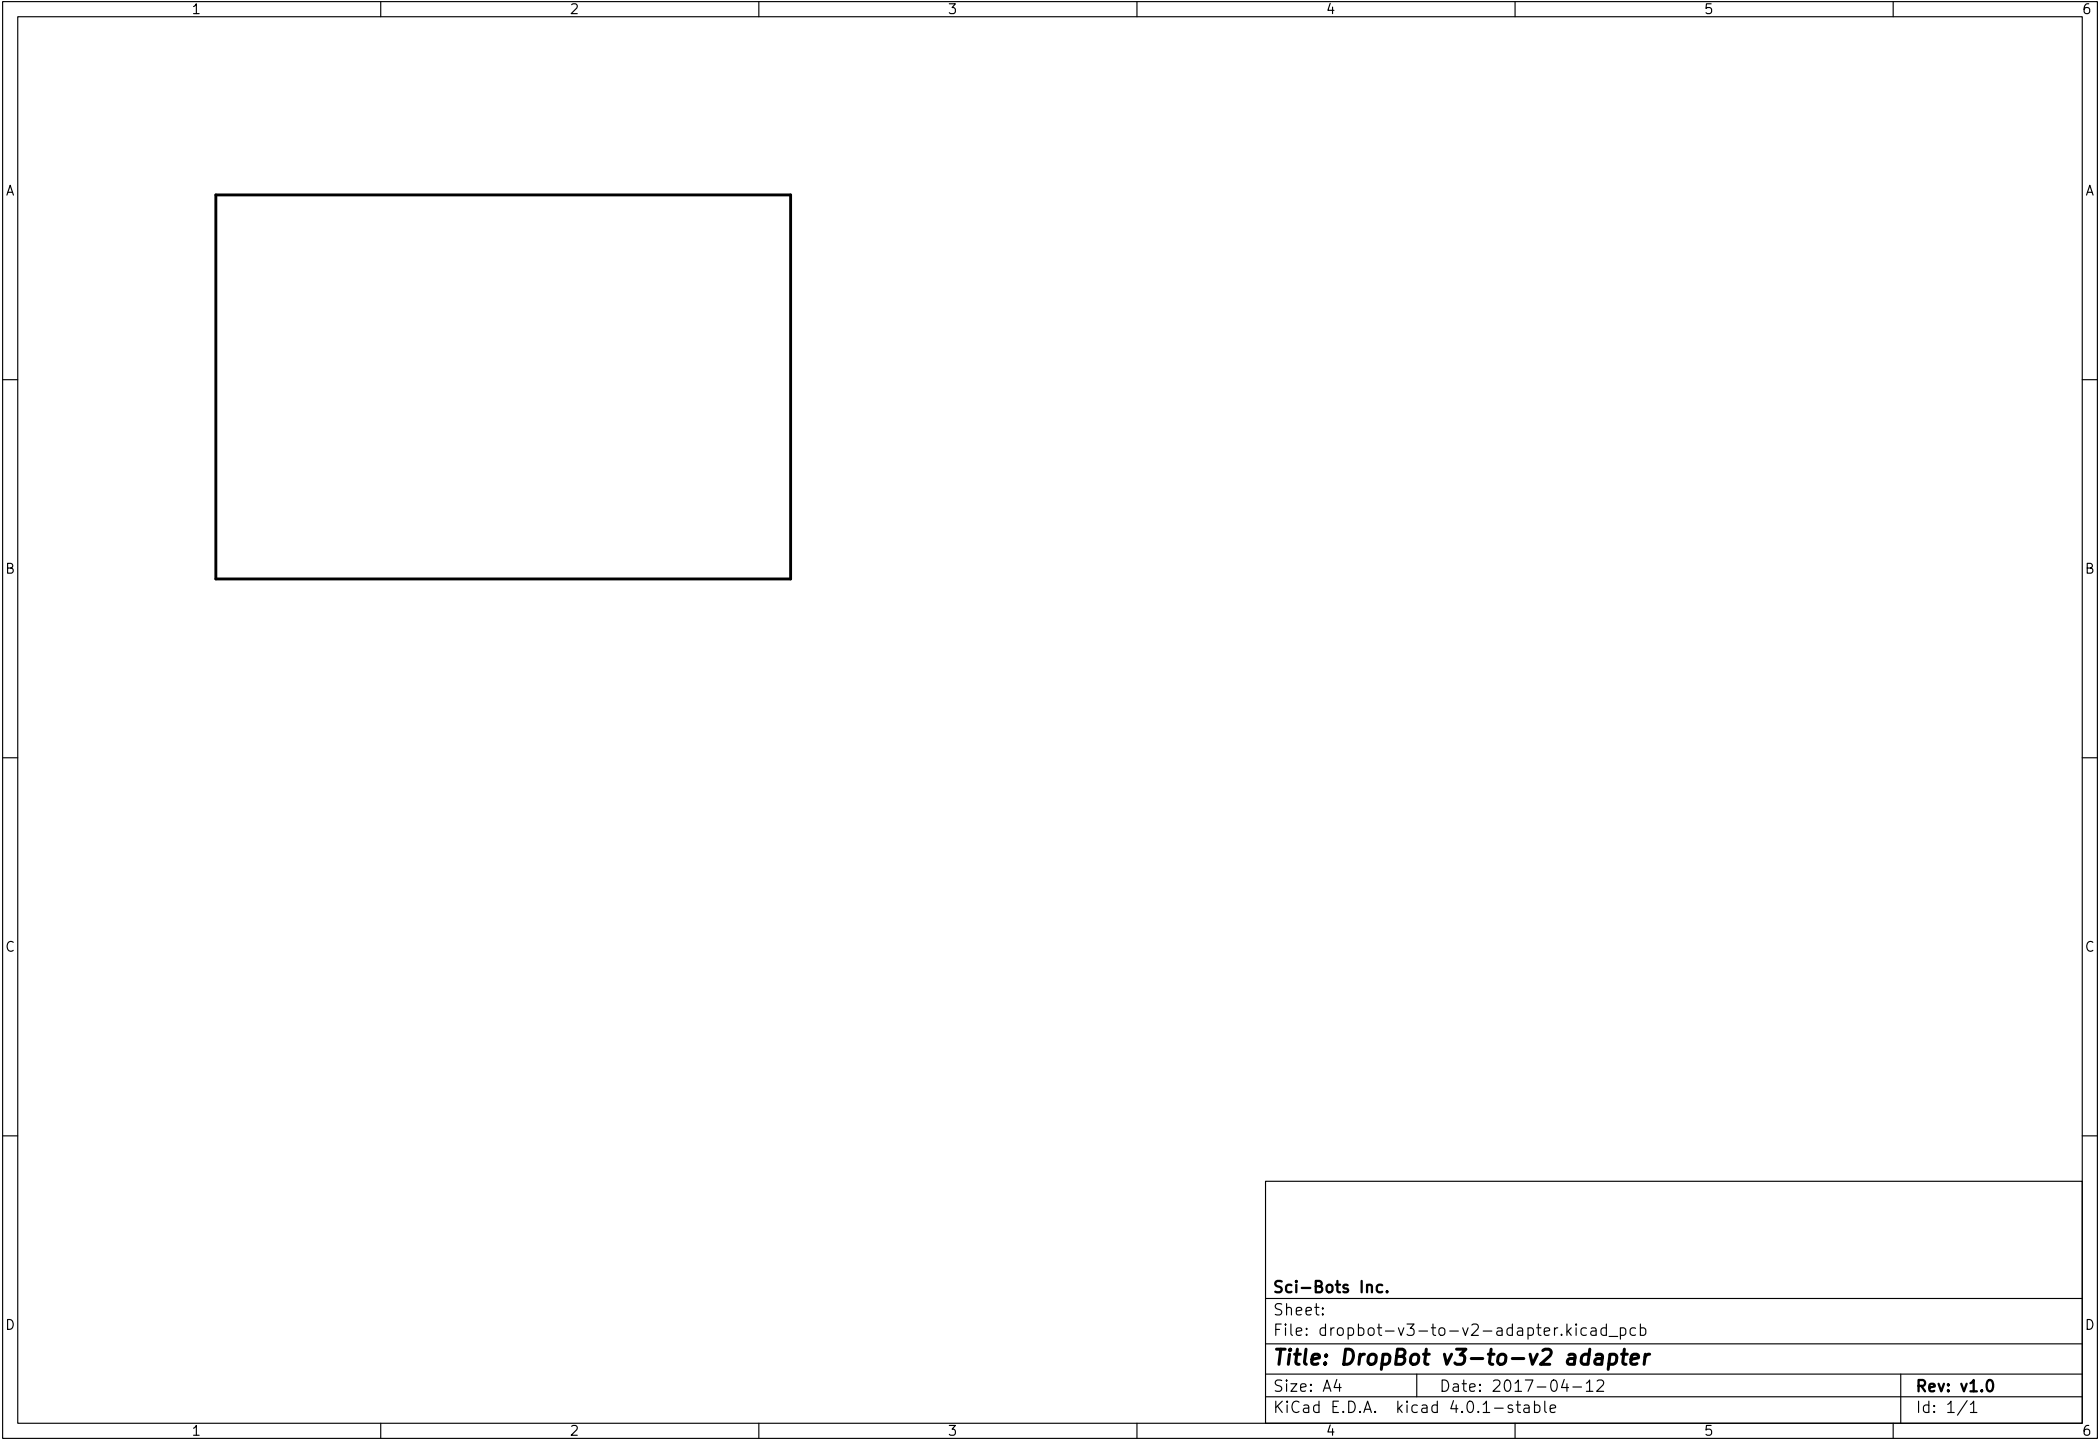 1 2 3 4 5 6
A A
B B
C C
D D
Sci-Bots Inc.
Sheet:
File: dropbot-v3-to-v2-adapter.kicad_pcb
Title: DropBot v3-to-v2 adapter
Size: A4 Date: 2017-04-12 Rev: v1.0
KiCad E.D.A. kicad 4.0.1-stable Id: 1/1
1 2 3 4 5 6